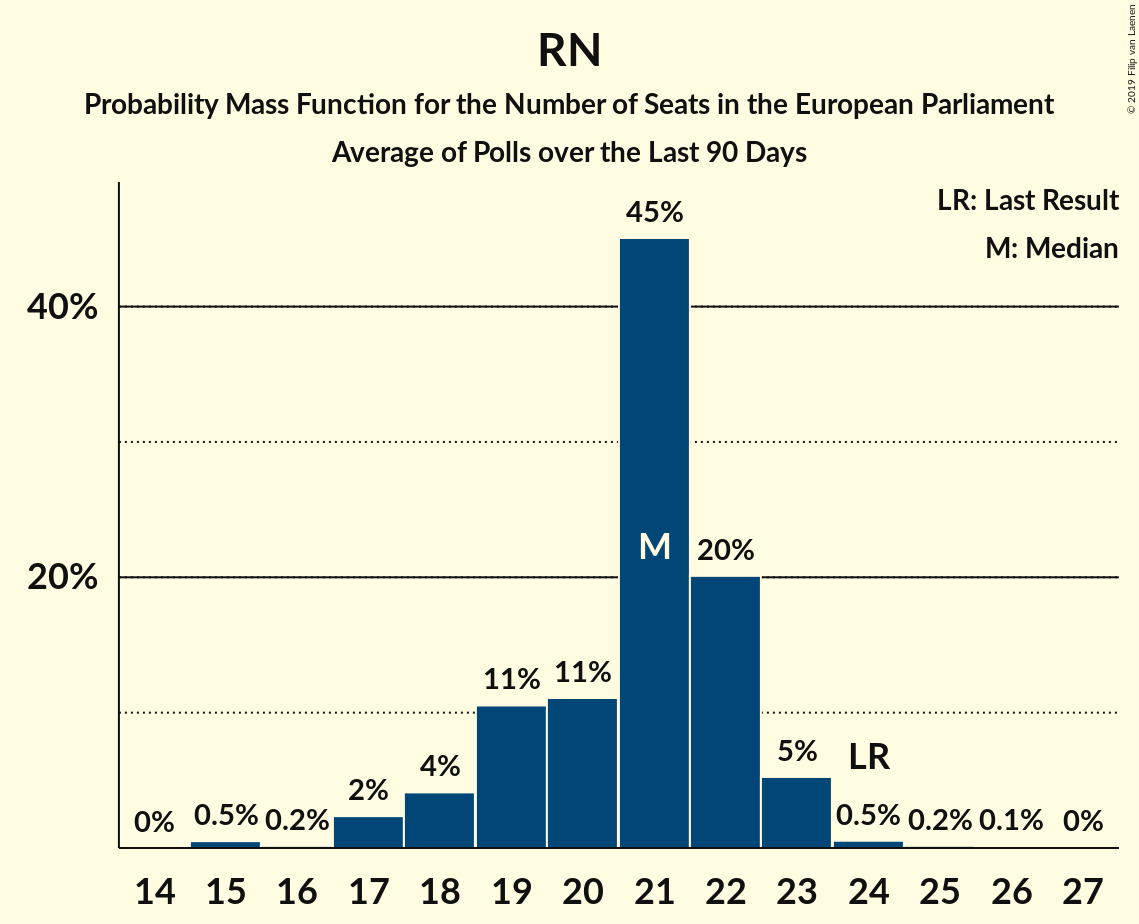 RN
Probability Mass Function for the Number of Seats in the European Parliament
Average of Polls over the Last 90 Days
© 2019 Filip van Laenen
LR: Last Result
M: Median
40%
20%
0% 0.5% 0.2% 2% 4% 11% 11% 45% 20% 5% 0.5% 0.2% 0.1% 0%
M
LR
14 15 16 17 18 19 20 21 22 23 24 25 26 27